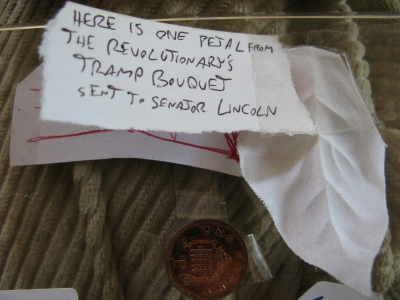 HERE IS ONE PETAL FROM
THE REVOLUTIONARY'S
TRAMP BOUQUET
SENT TO SENATOR LINCOLN